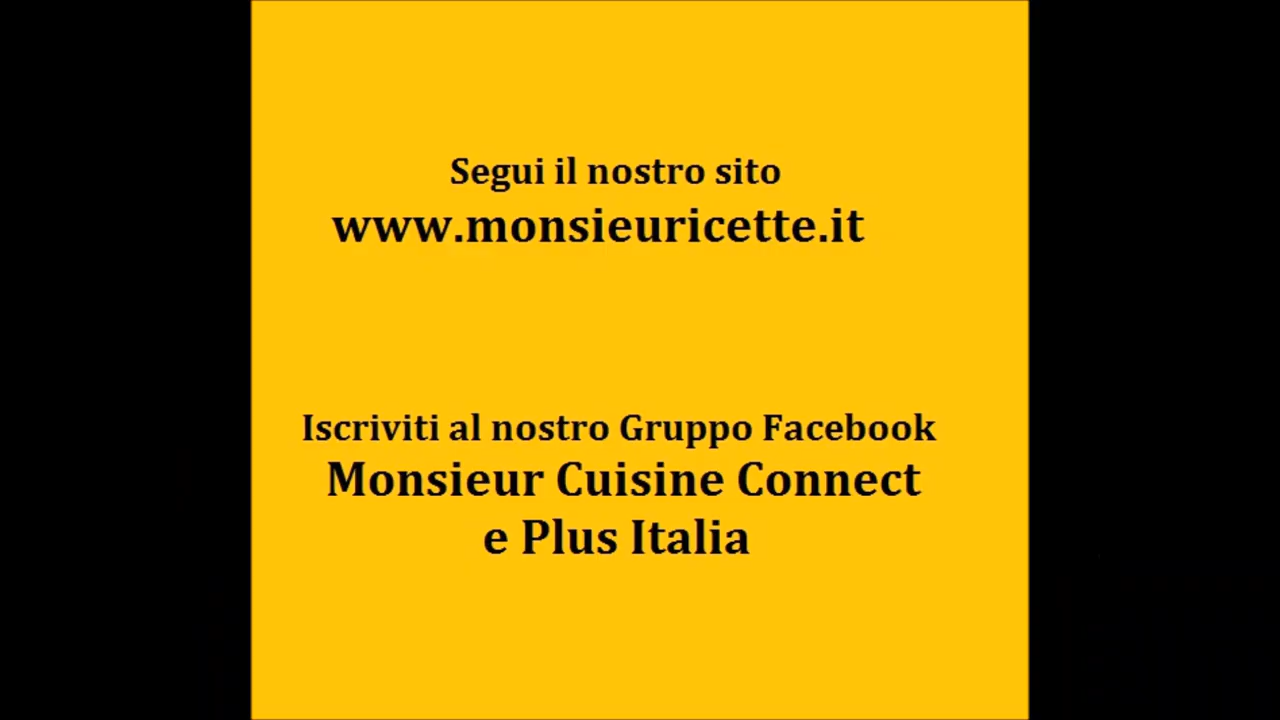 Segui il nostro sito
www.monsieuricette.it
Iscriviti al nostro Gruppo Facebook
Monsieur Cuisine Connect
e Plus Italia